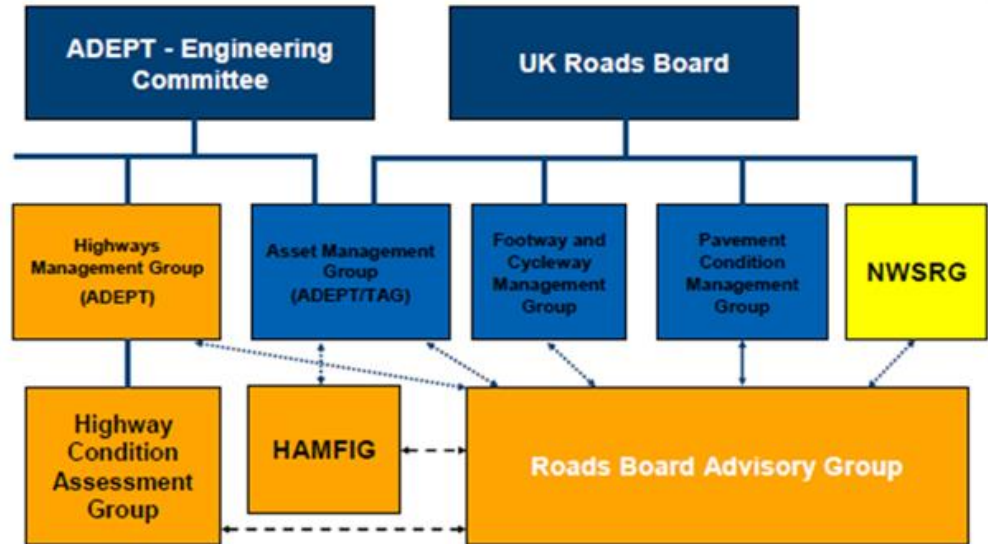 ADEPT - Engineering
Committee
UK Roads Board
Highways
Management Group
(ADEPT)
Asset Management
Group
(ADEPT/TAG)
Footway and
Cycleway
Management
Group
Pavement
Condition
Management
Group
NWSRG
Highway
Condition
Assessment
Group
HAMFIG
Roads Board Advisory Group